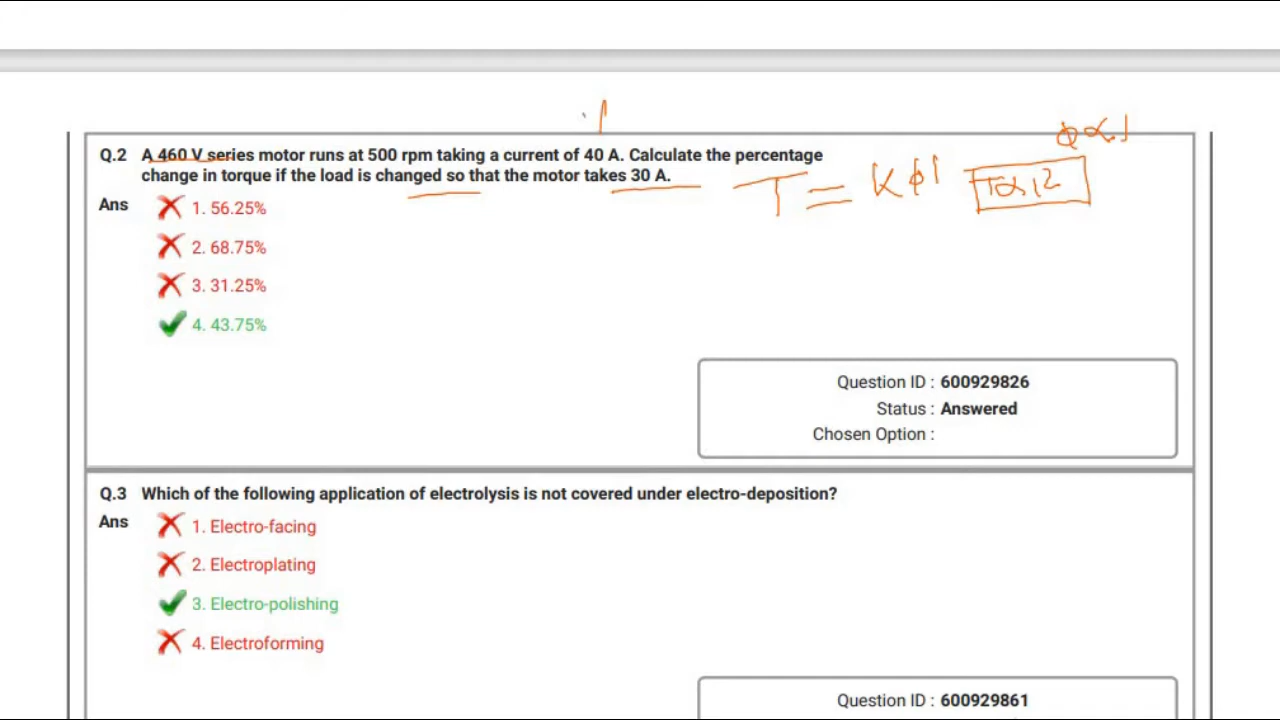 φ ∝ I
Q.2 A 460 V series motor runs at 500 rpm taking a current of 40 A. Calculate the percentage
change in torque if the load is changed so that the motor takes 30 A.
T = KφI
T∝I2
Ans
1. 56.25%
2. 68.75%
3. 31.25%
4. 43.75%
Question ID : 600929826
Status : Answered
Chosen Option :
Q.3 Which of the following application of electrolysis is not covered under electro-deposition?
Ans
1. Electro-facing
2. Electroplating
3. Electro-polishing
4. Electroforming
Question ID : 600929861